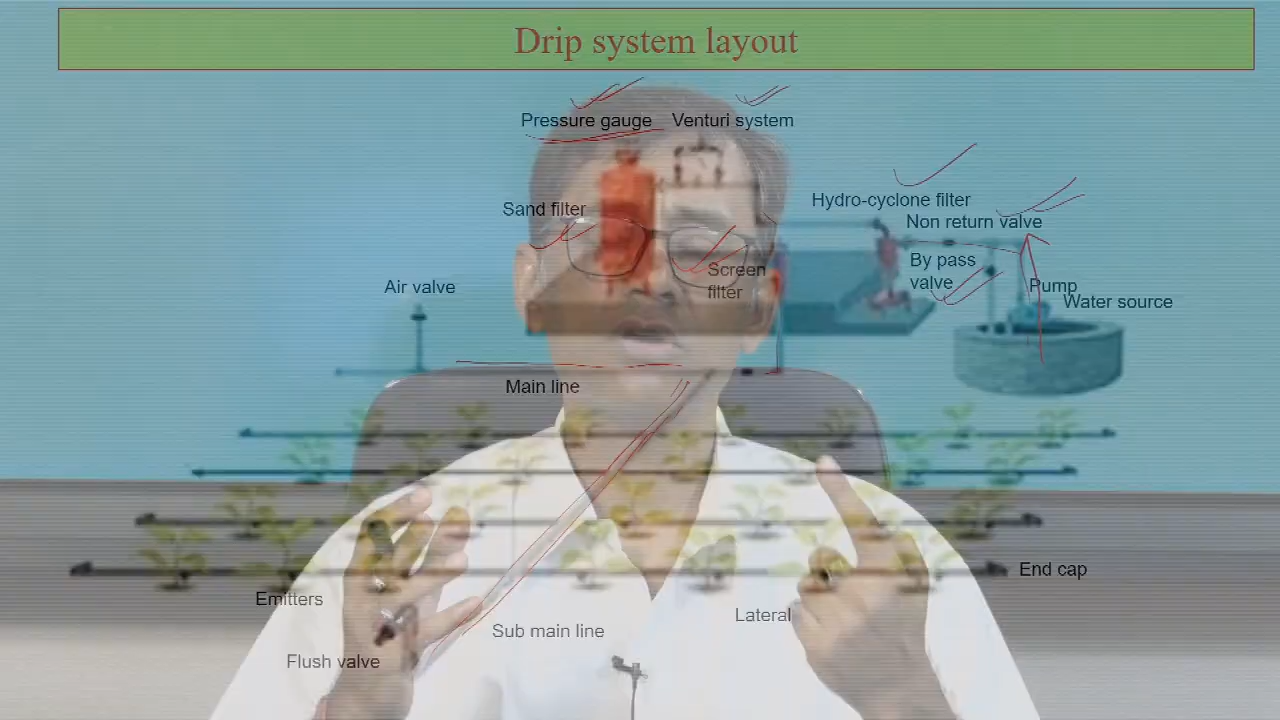 Drip system layout
Pressure gauge
Venturi system
Hydro-cyclone filter
Sand filter
Non return valve
By pass
valve
Screen
filter
Air valve
Pump
Water source
Main line
End cap
Emitters
Lateral
Sub main line
Flush valve